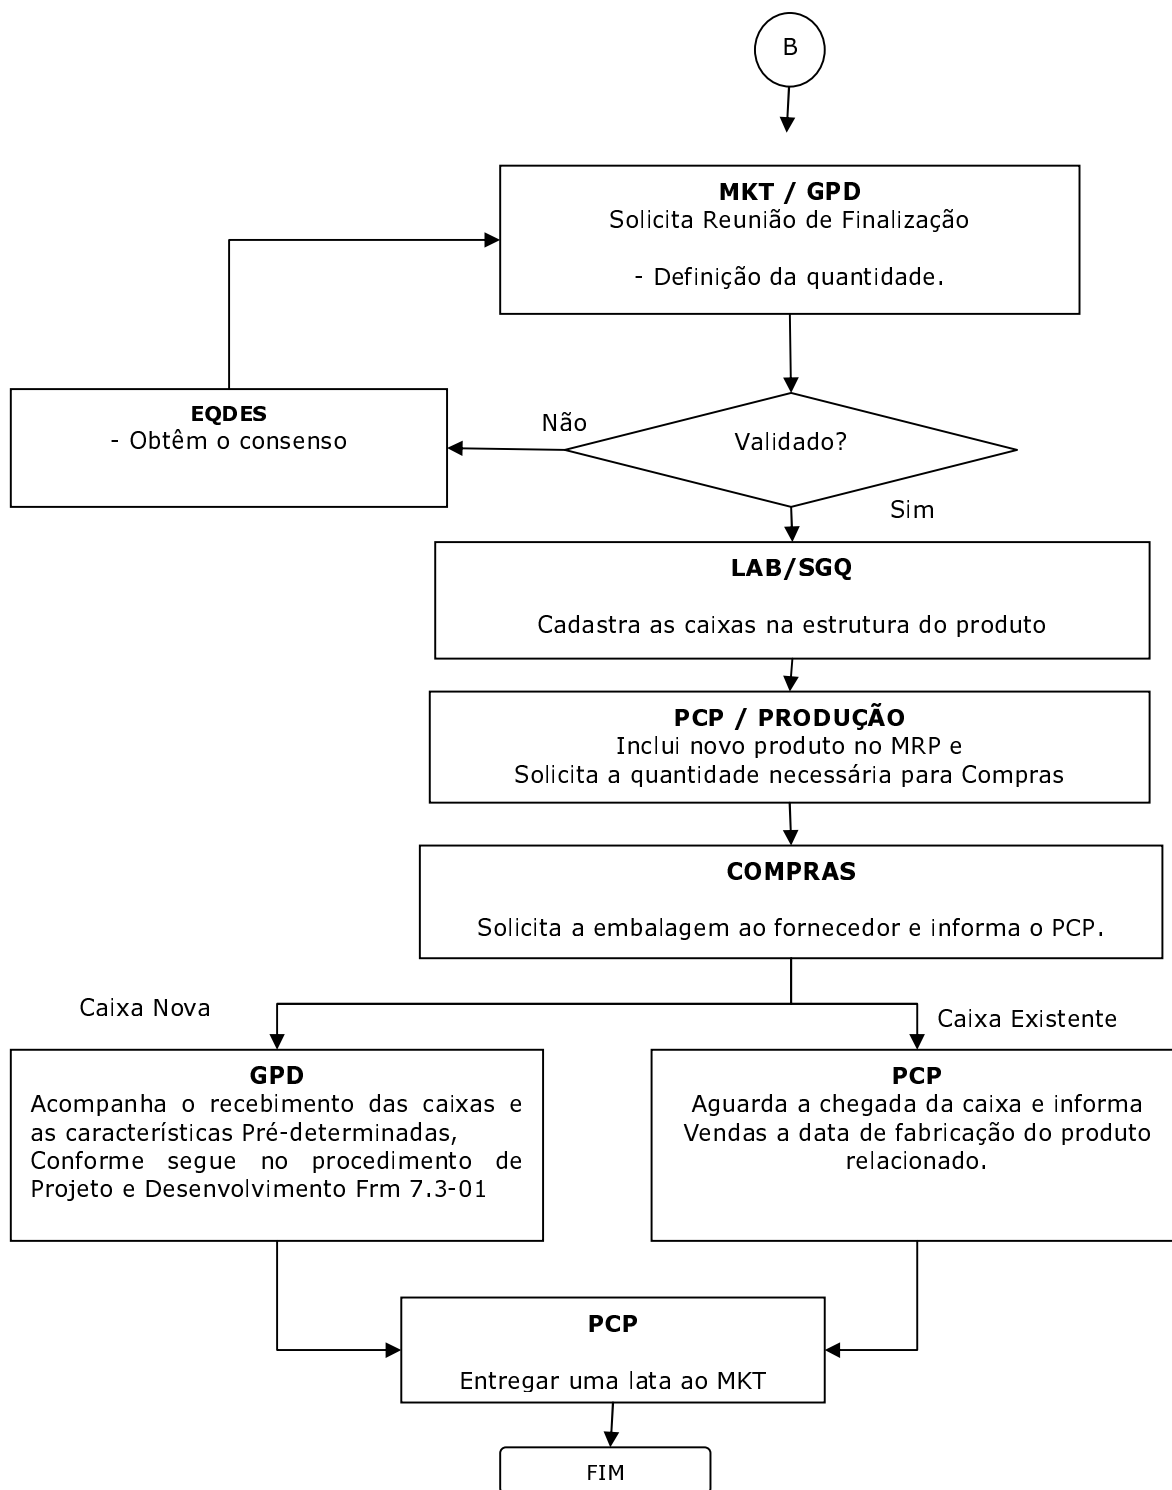 B
MKT / GPD
Solicita Reunião de Finalização
- Definição da quantidade.
EQDES
- Obtêm o consenso
Não
Validado?
Sim
LAB/SGQ
Cadastra as caixas na estrutura do produto
PCP / PRODUÇÃO
Inclui novo produto no MRP e
Solicita a quantidade necessária para Compras
COMPRAS
Solicita a embalagem ao fornecedor e informa o PCP.
Caixa Nova
Caixa Existente
GPD
Acompanha o recebimento das caixas e
as características Pré-determinadas,
Conforme segue no procedimento de
Projeto e Desenvolvimento Frm 7.3-01
PCP
Aguarda a chegada da caixa e informa
Vendas a data de fabricação do produto
relacionado.
PCP
Entregar uma lata ao MKT
FIM